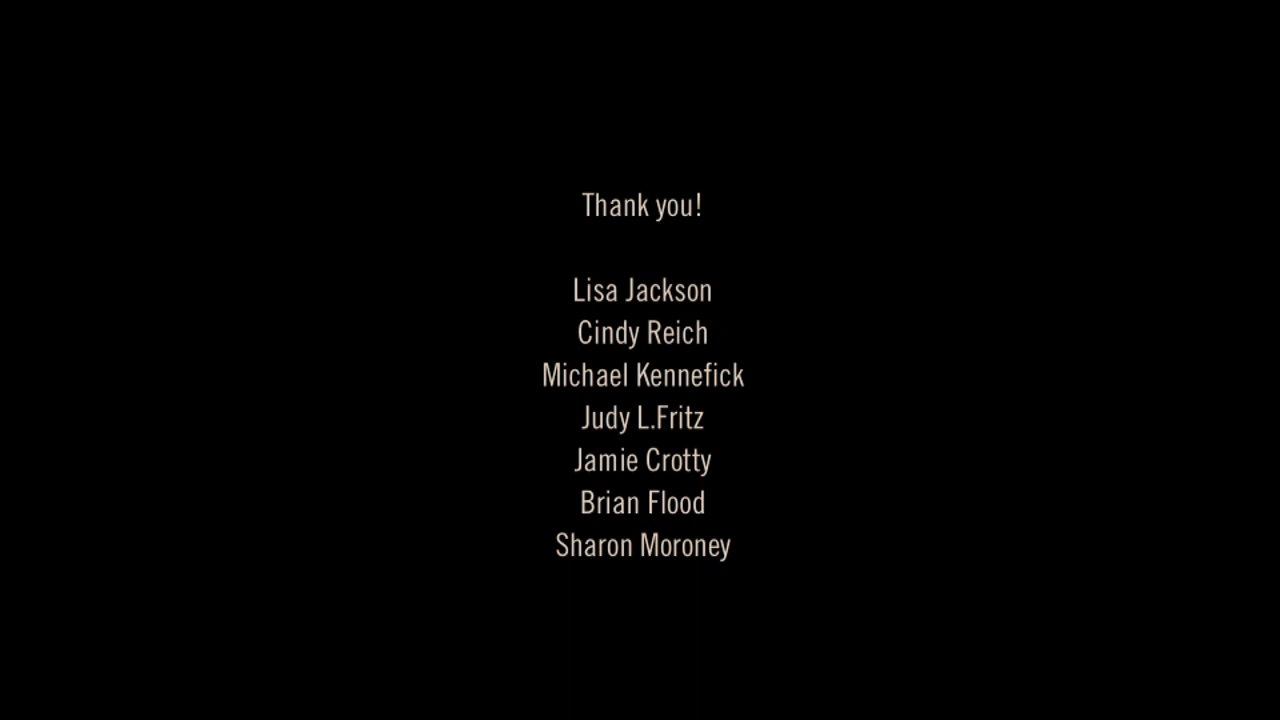 Thank you!
Lisa Jackson
Cindy Reich
Michael Kennefick
Judy L.Fritz
Jamie Crotty
Brian Flood
Sharon Moroney